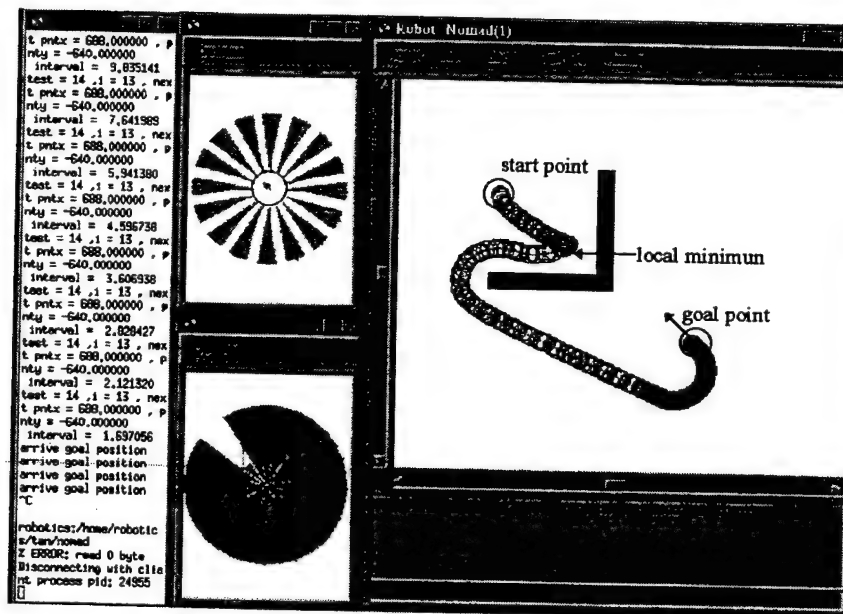 t pntx = 688.000000 , p
nty = -640.000000
interval = 9.835141
test = 14 ,i = 13 , nex
t pntx = 688.000000 , p
nty = -640.000000
interval = 7.641989
test = 14 ,i = 13 , nex
t pntx = 688.000000 , p
nty = -640.000000
interval = 5.941380
test = 14 ,i = 13 , nex
t pntx = 688.000000 , p
nty = -640.000000
interval = 4.596738
test = 14 ,i = 13 , nex
t pntx = 688.000000 , p
nty = -640.000000
interval = 3.606938
test = 14 ,i = 13 , nex
t pntx = 688.000000 , p
nty = -640.000000
interval = 2.828427
test = 14 ,i = 13 , nex
t pntx = 688.000000 , p
nty = -640.000000
interval = 2.121320
test = 14 ,i = 13 , nex
t pntx = 688.000000 , p
nty = -640.000000
interval = 1.697056
arrive goal position
arrive goal position
arrive goal position
arrive goal position
^C
robotics:/home/robotic
s/tan/nomad
% ERROR: read 0 byte
Disconnecting with clie
nt process pid: 24955
Robot Nomad(1)
start point
local minimun
goal point